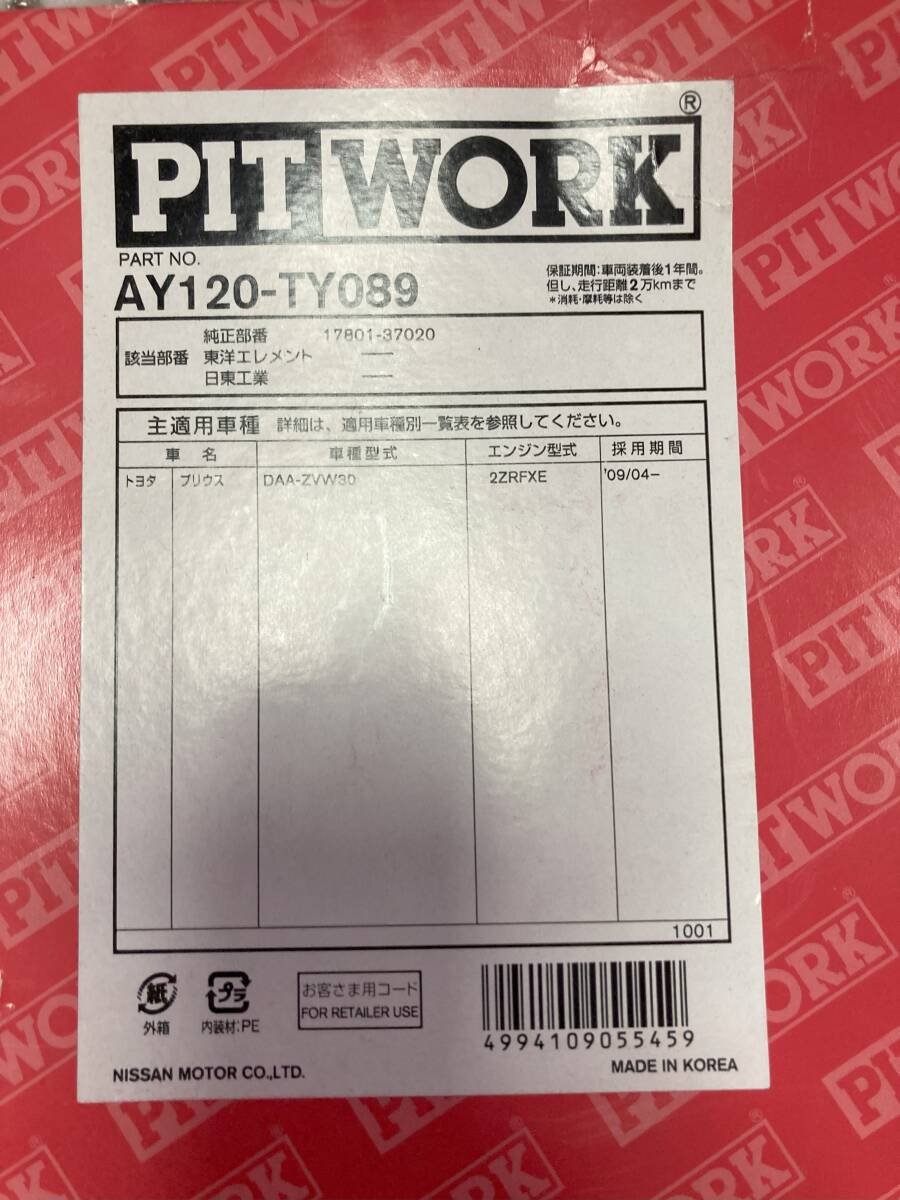 PIT WORK ®
PART NO.
AY120-TY089
保証期間:車両装着後1年間。
但し、走行距離2万kmまで
*消耗・摩耗等は除く
該当部番
純正部番 17801-37020
東洋エレメント —
日東工業 —
主適用車種 詳細は、適用車種別一覧表を参照してください。
車名 車種型式 エンジン型式 採用期間
トヨタ プリウス DAA-ZVW30 2ZRFXE '09/04-
1001
紙
外箱
プラ
内装材:PE
お客さま用コード
FOR RETAILER USE
4994109055459
NISSAN MOTOR CO.,LTD.
MADE IN KOREA